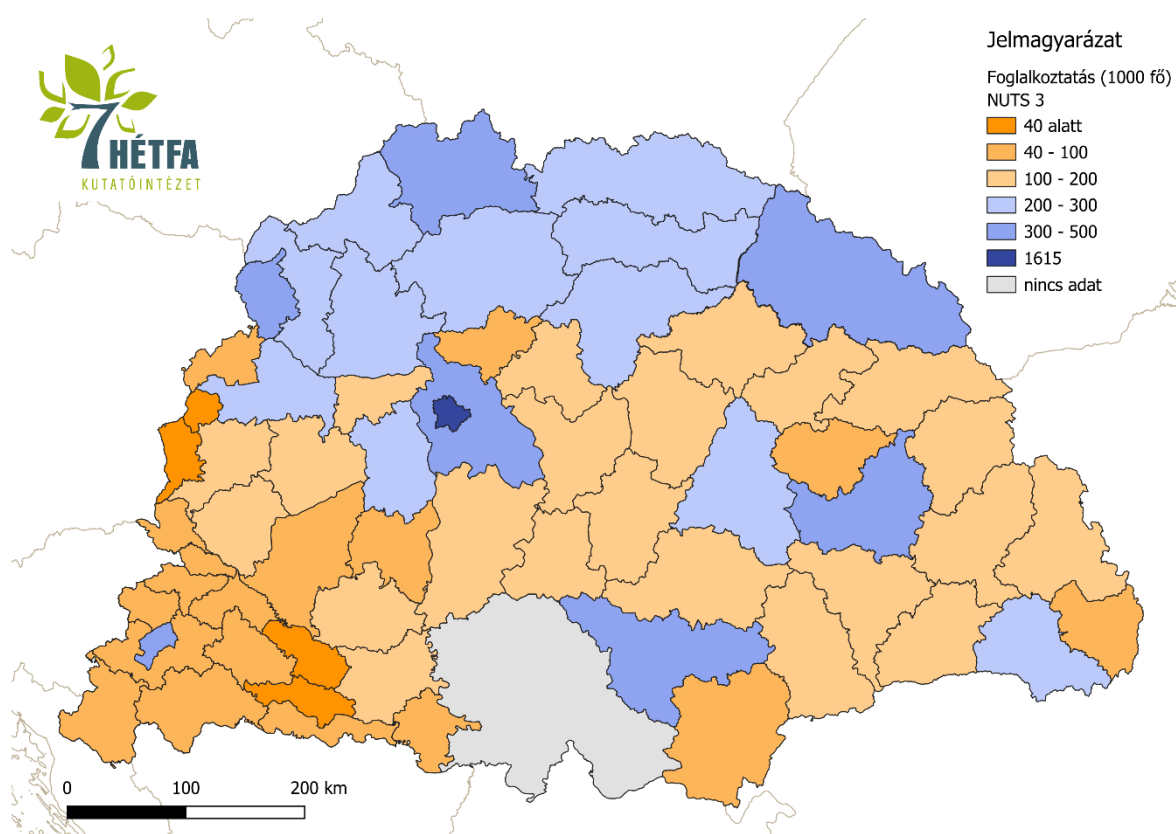 7
HÉTFA
KUTATÓINTÉZET
Jelmagyarázat
Foglalkoztatás (1000 fő)
NUTS 3
40 alatt
40 - 100
100 - 200
200 - 300
300 - 500
1615
nincs adat
0 100 200 km